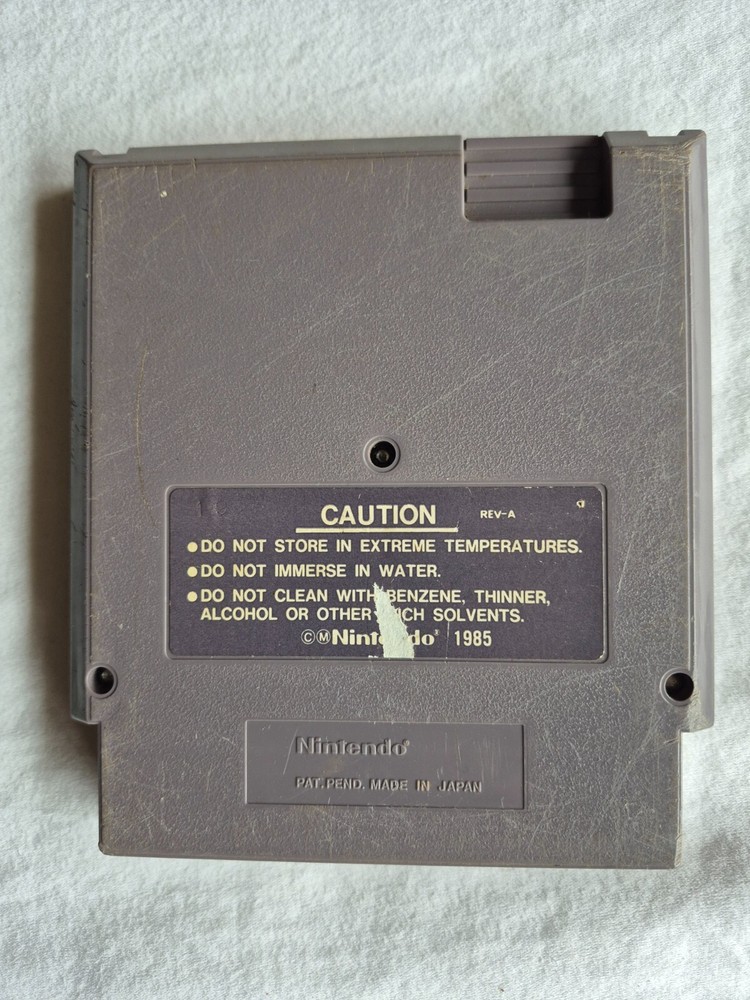 CAUTION REV-A
●DO NOT STORE IN EXTREME TEMPERATURES.
●DO NOT IMMERSE IN WATER.
●DO NOT CLEAN WITH BENZENE, THINNER,
ALCOHOL OR OTHER SOLVENTS.
©ⓂNintendo® 1985
Nintendo®
PAT. PEND. MADE IN JAPAN